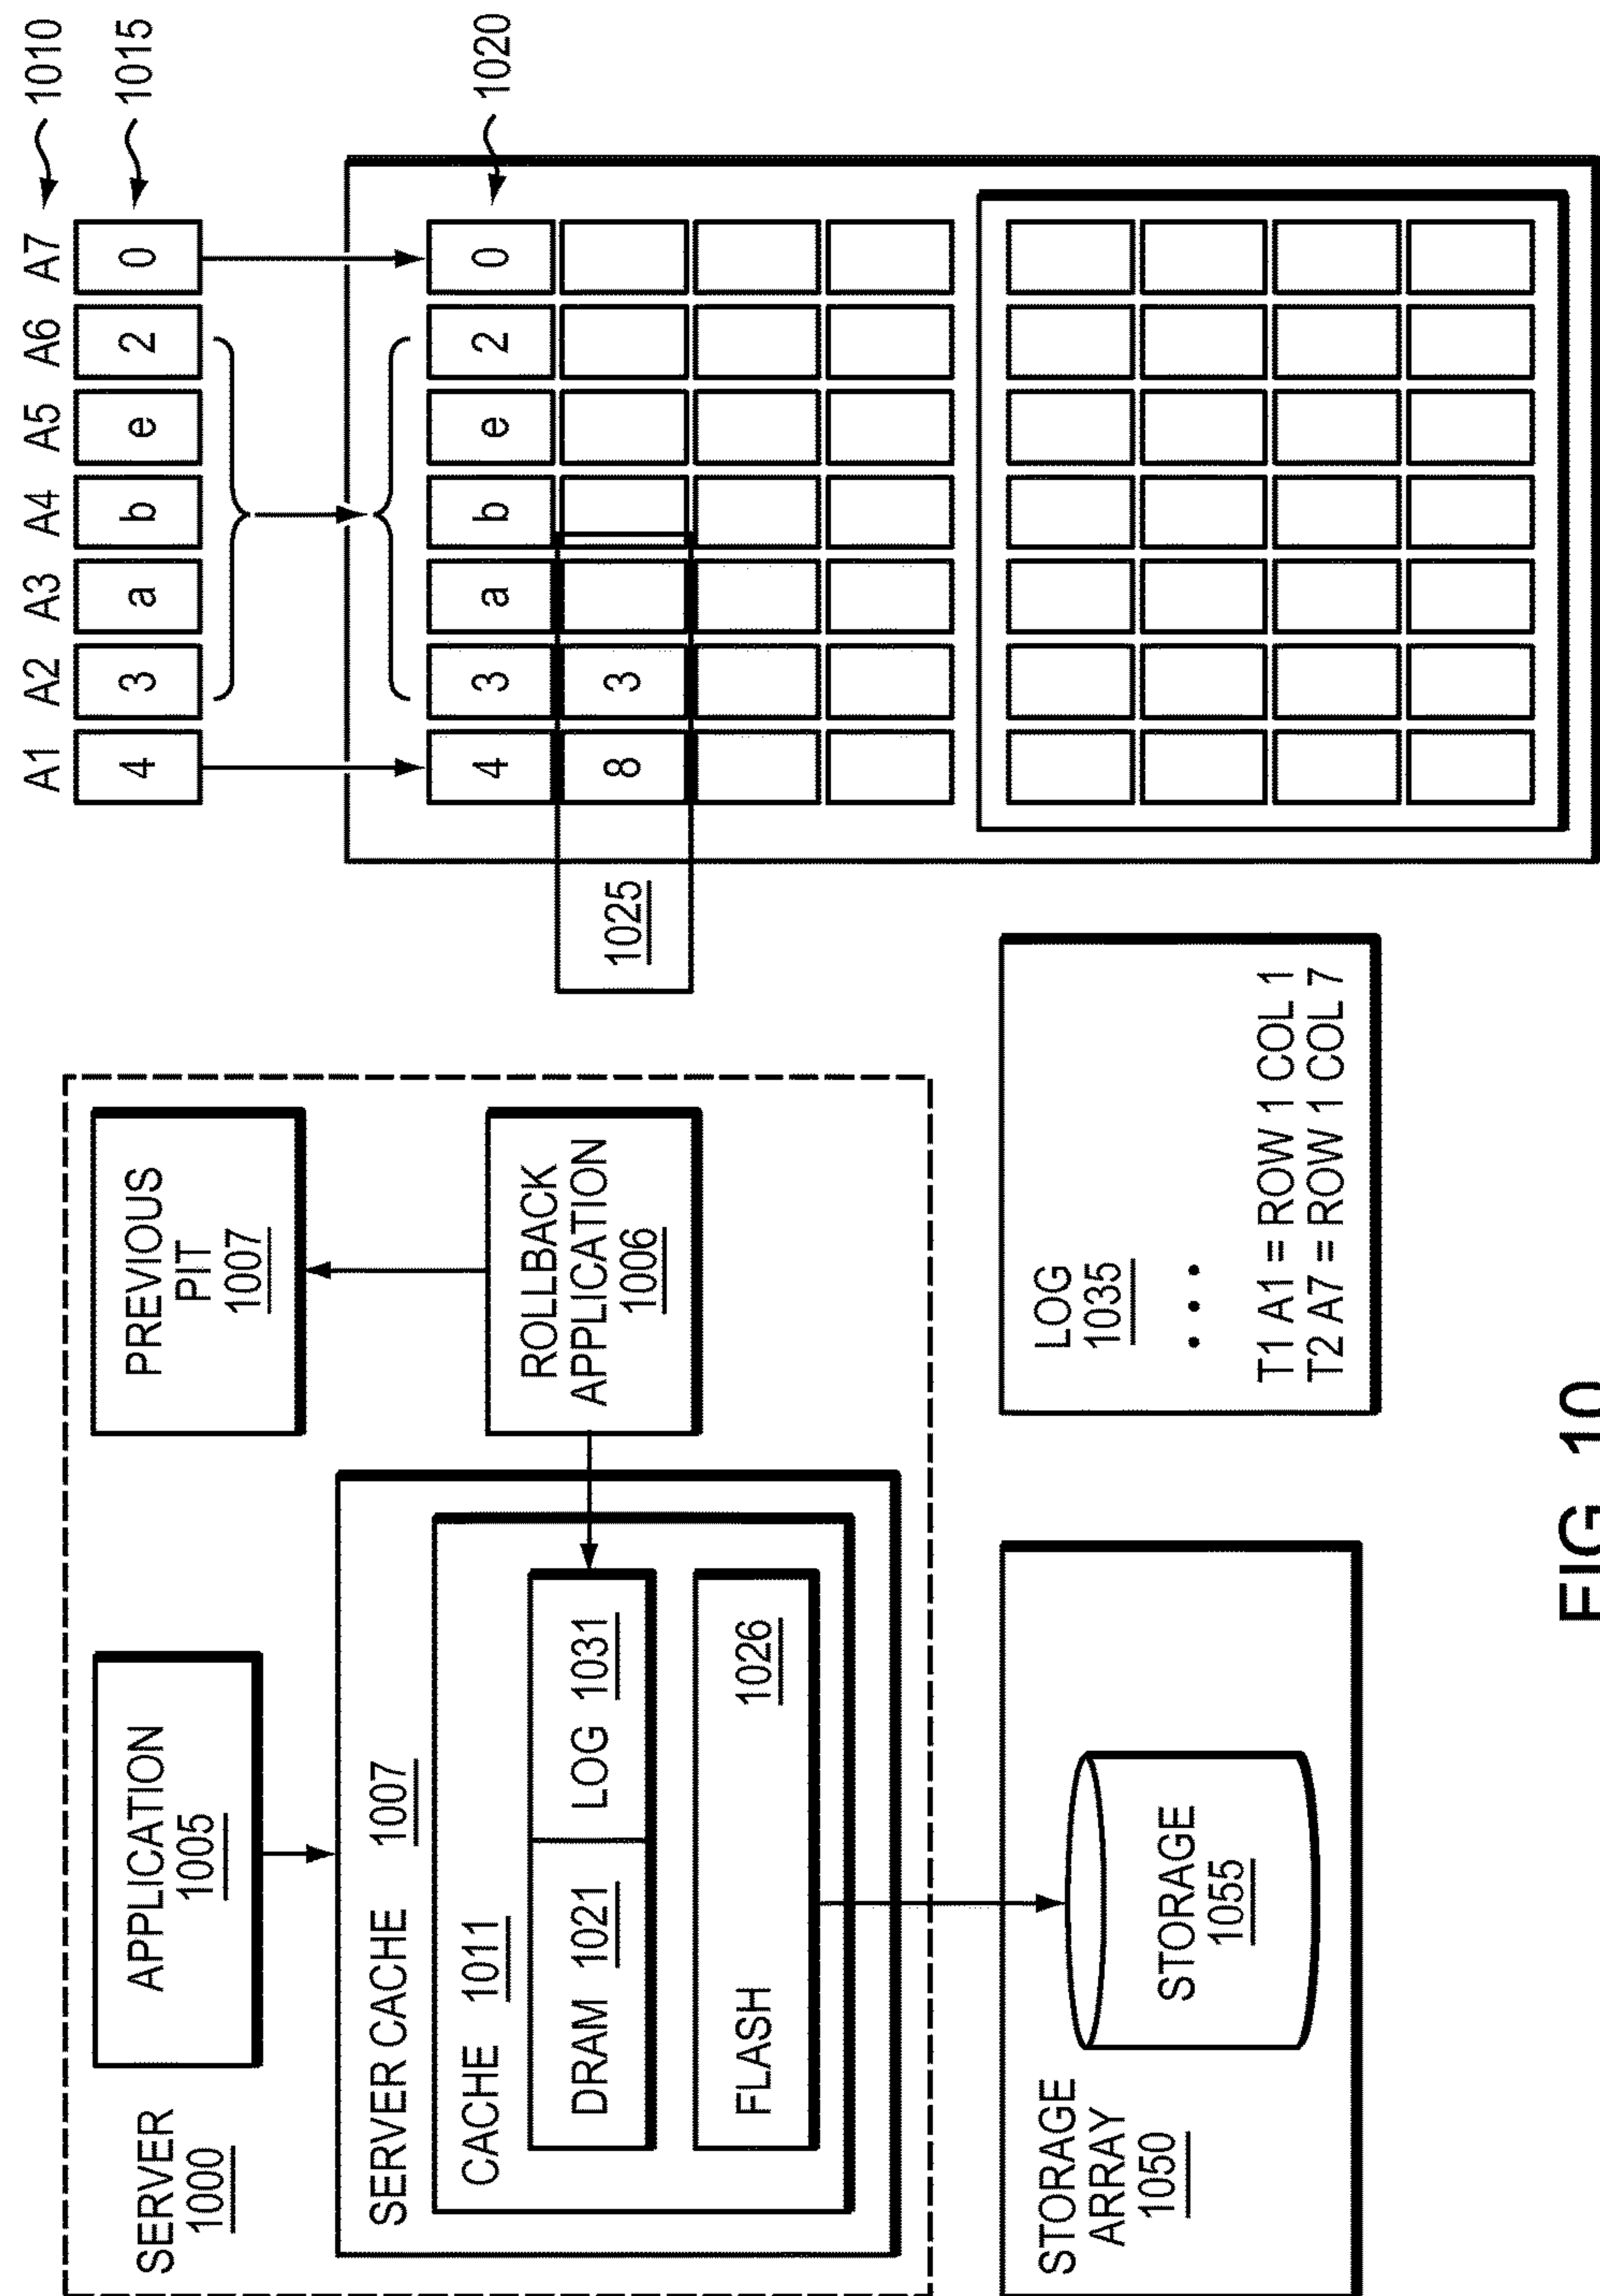 SERVER
1000
APPLICATION
1005
PREVIOUS
PIT
1007
SERVER CACHE 1007
CACHE 1011
DRAM 1021
LOG 1031
FLASH 1026
ROLLBACK
APPLICATION
1006
STORAGE
ARRAY
1050
STORAGE
1055
LOG
1035
• • •
T1 A1 = ROW 1 COL 1
T2 A7 = ROW 1 COL 7
A1 A2 A3 A4 A5 A6 A7 1010
4 3 a b e 2 0 1015
4 3 a b e 2 0 1020
1025 8 3
FIG. 10